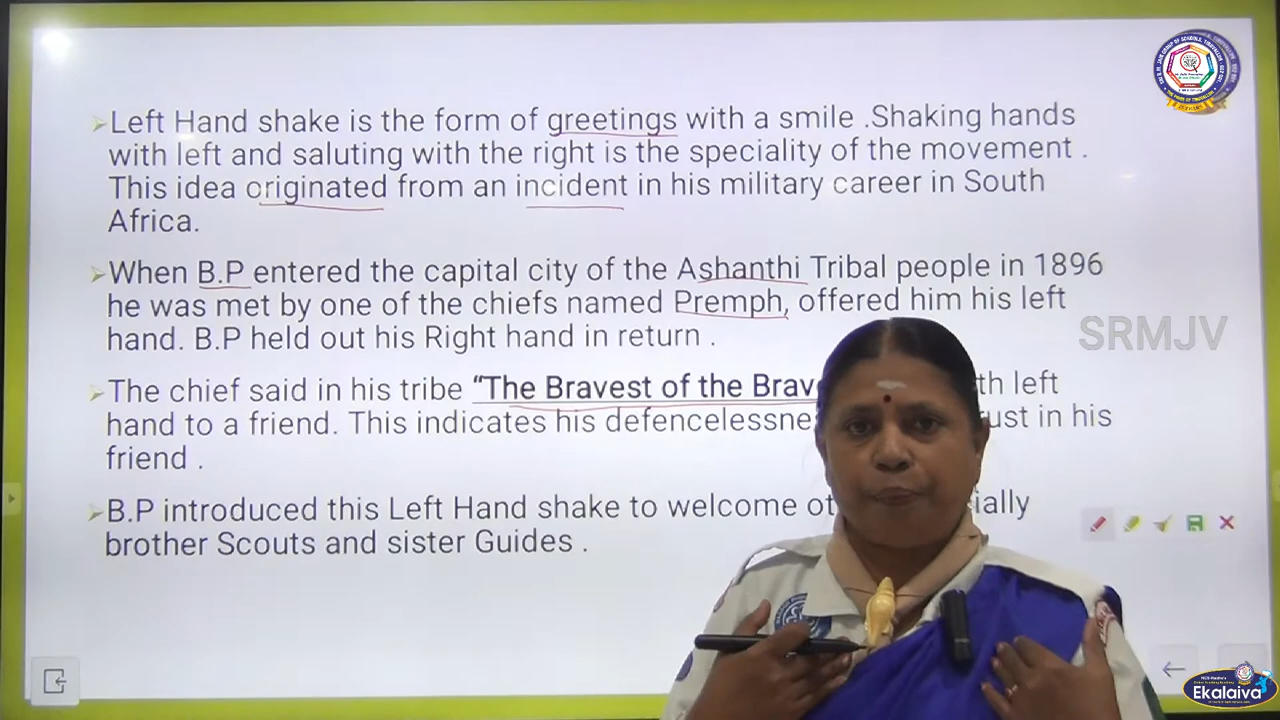 Left Hand shake is the form of greetings with a smile .Shaking hands
with left and saluting with the right is the speciality of the movement .
This idea originated from an incident in his military career in South
Africa.
When B.P entered the capital city of the Ashanthi Tribal people in 1896
he was met by one of the chiefs named Premph, offered him his left
hand. B.P held out his Right hand in return .
The chief said in his tribe “The Bravest of the left
hand to a friend. This indicates his in his
friend .
B.P introduced this Left Hand shake to welcome
brother Scouts and sister Guides .
SRMJV
Ekalaiva